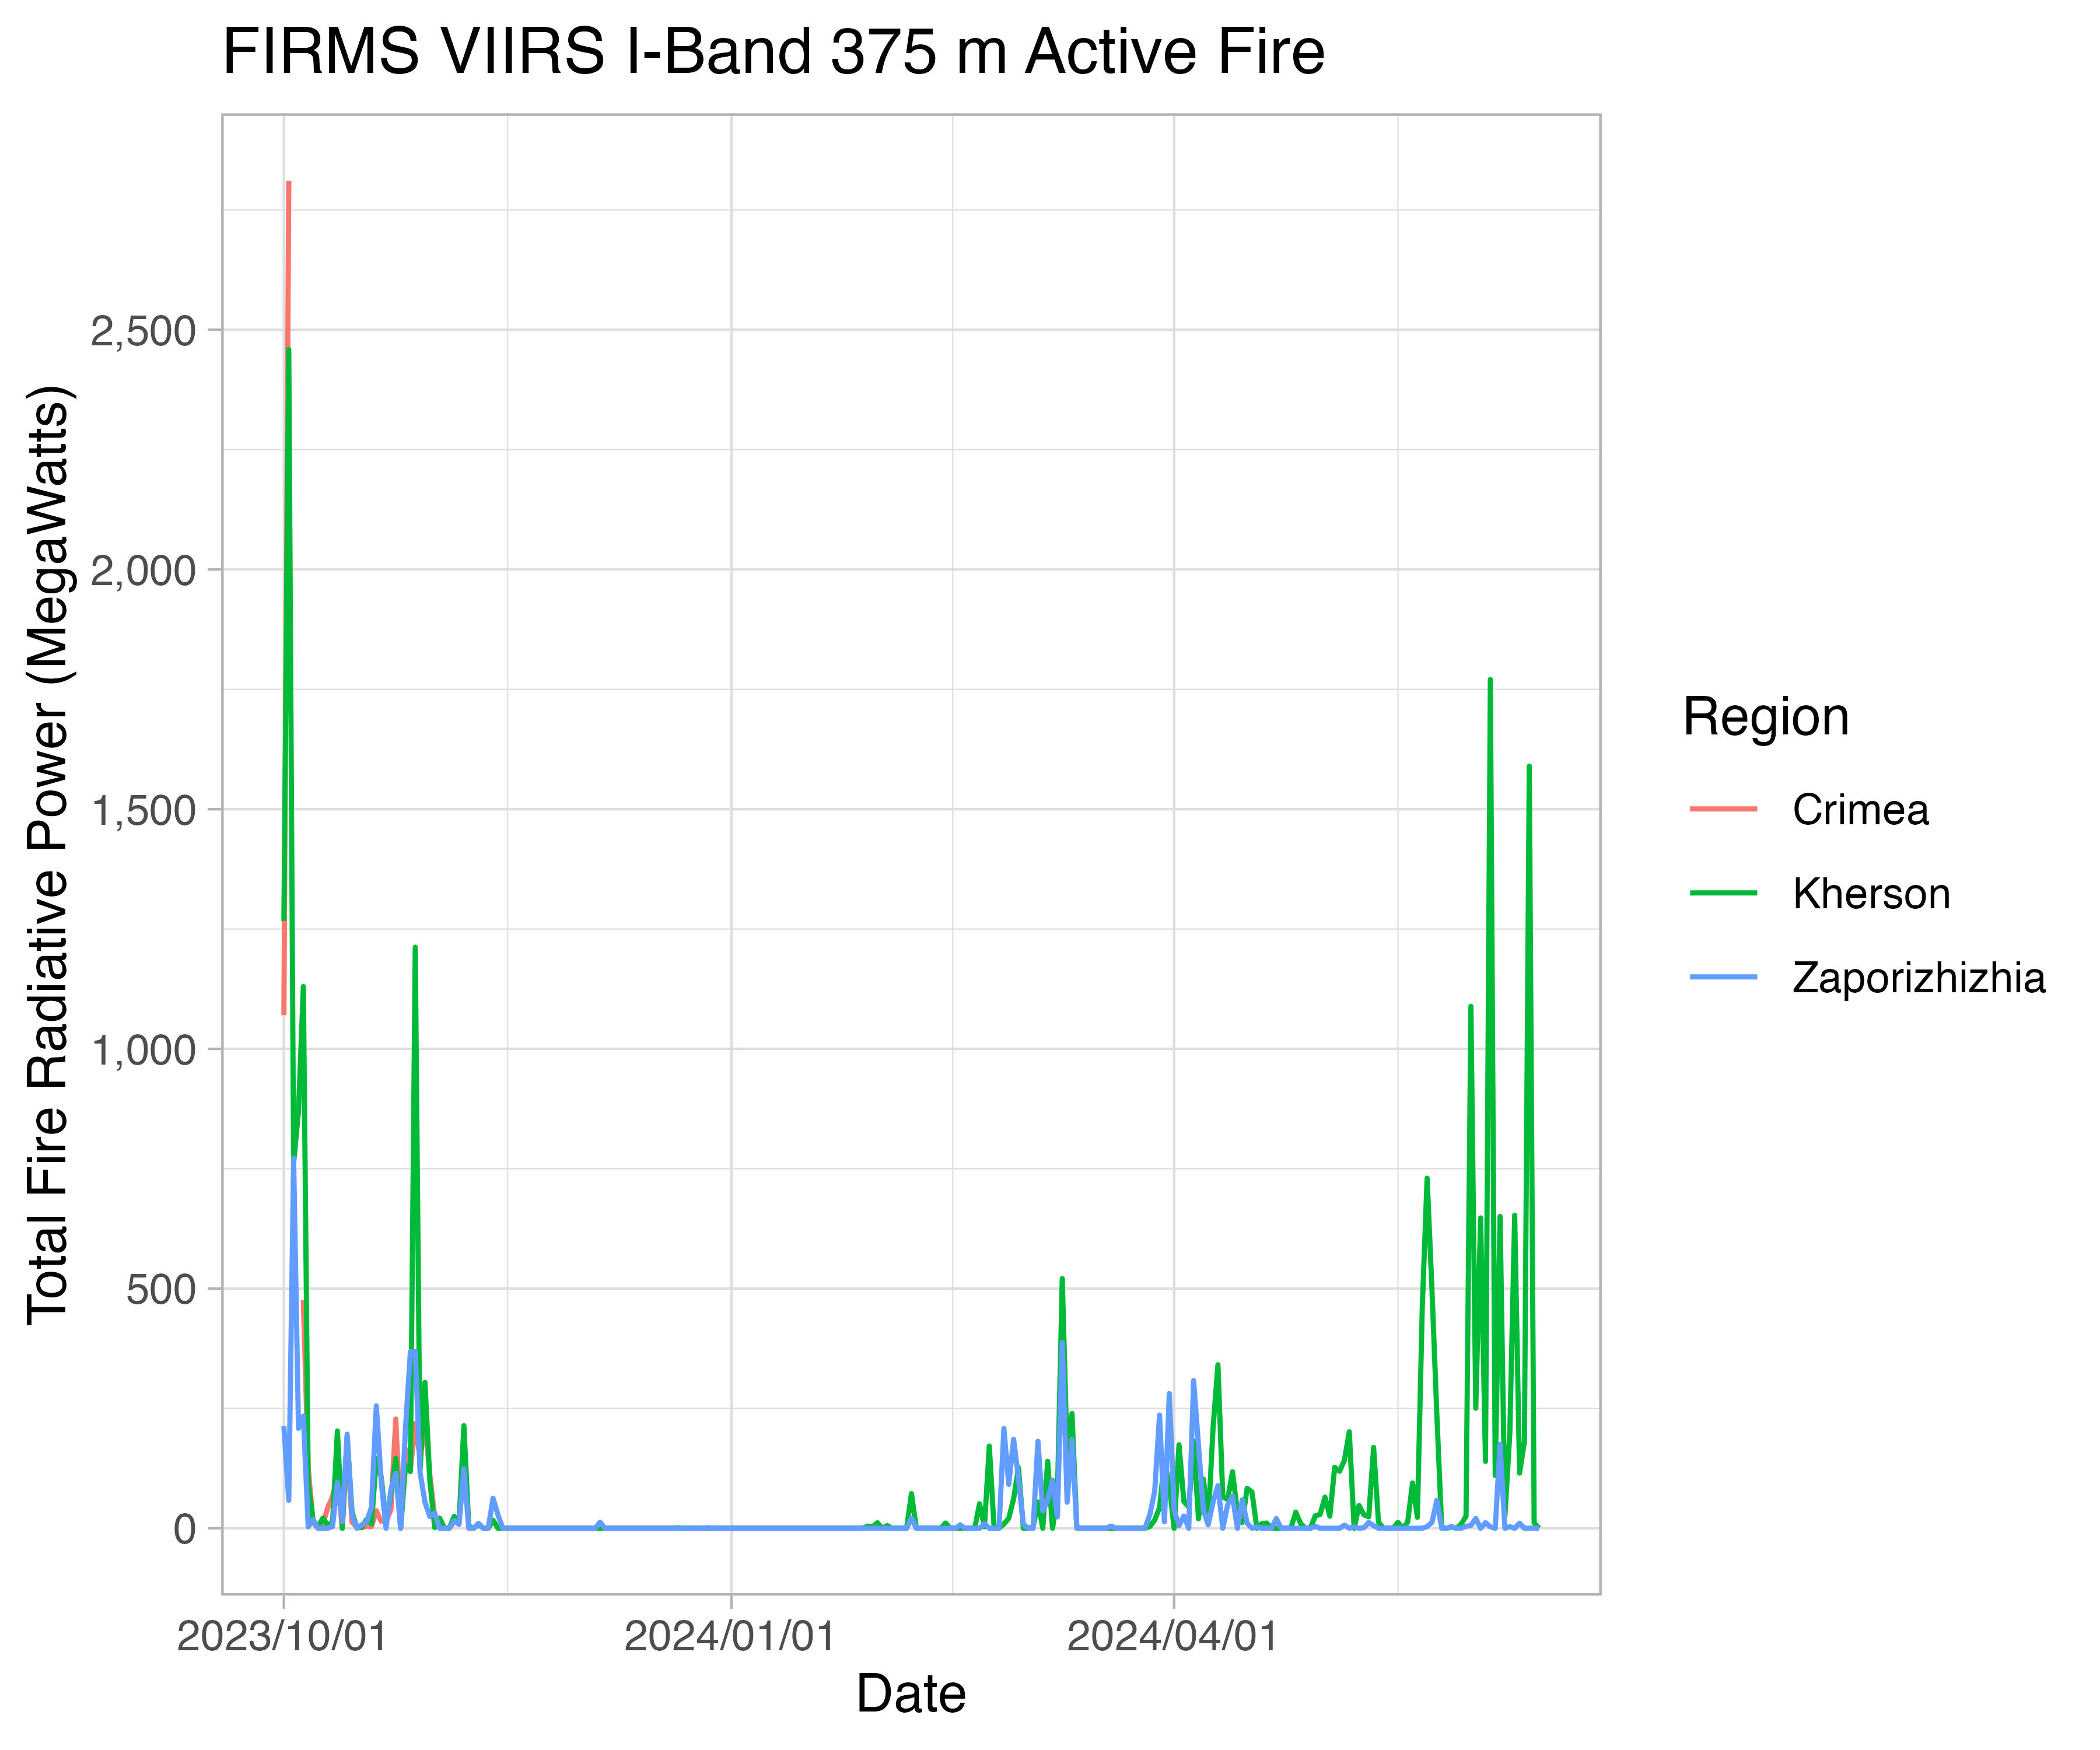 FIRMS VIIRS I-Band 375 m Active Fire
Total Fire Radiative Power (MegaWatts)
2,500
2,000
1,500
1,000
500
0
2023/10/01
2024/01/01
2024/04/01
Date
Region
Crimea
Kherson
Zaporizhizhia